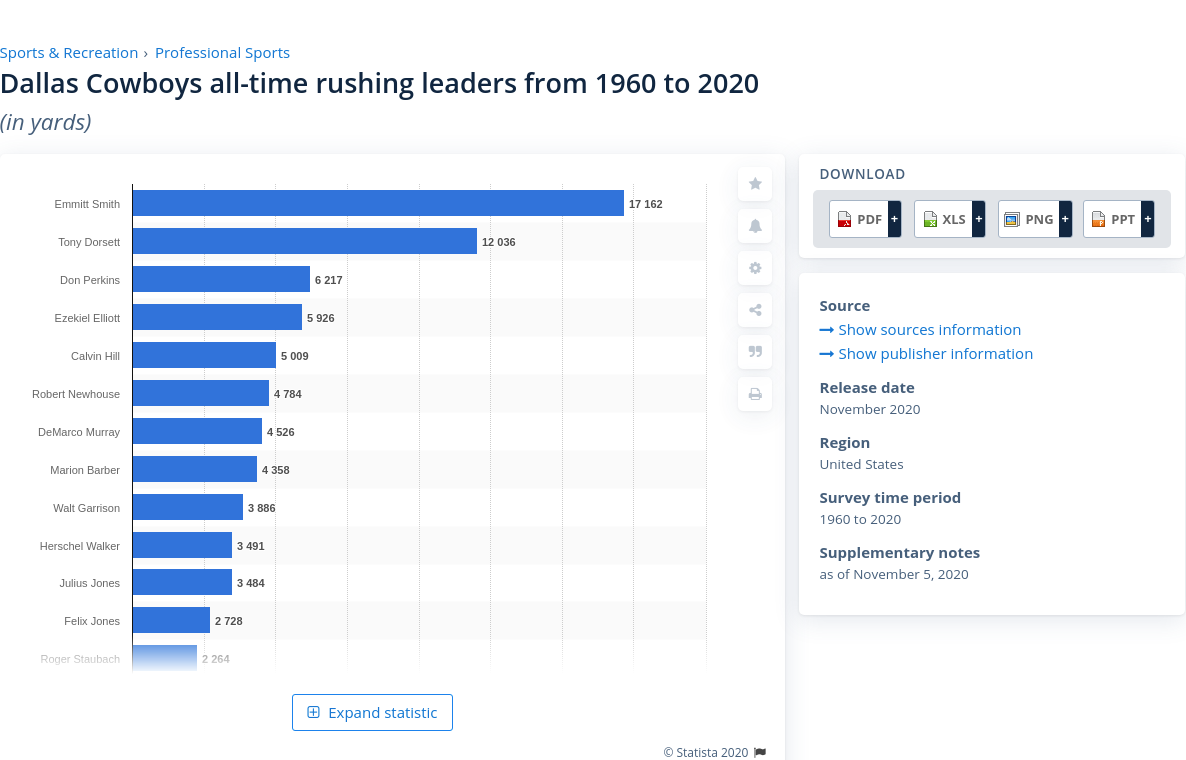 Sports & Recreation › Professional Sports
Dallas Cowboys all-time rushing leaders from 1960 to 2020
(in yards)
Emmitt Smith 17 162
Tony Dorsett 12 036
Don Perkins 6 217
Ezekiel Elliott 5 926
Calvin Hill 5 009
Robert Newhouse 4 784
DeMarco Murray 4 526
Marion Barber 4 358
Walt Garrison 3 886
Herschel Walker 3 491
Julius Jones 3 484
Felix Jones 2 728
Roger Staubach 2 264
Expand statistic
© Statista 2020
DOWNLOAD
PDF + XLS + PNG + PPT +
Source
Show sources information
Show publisher information
Release date
November 2020
Region
United States
Survey time period
1960 to 2020
Supplementary notes
as of November 5, 2020